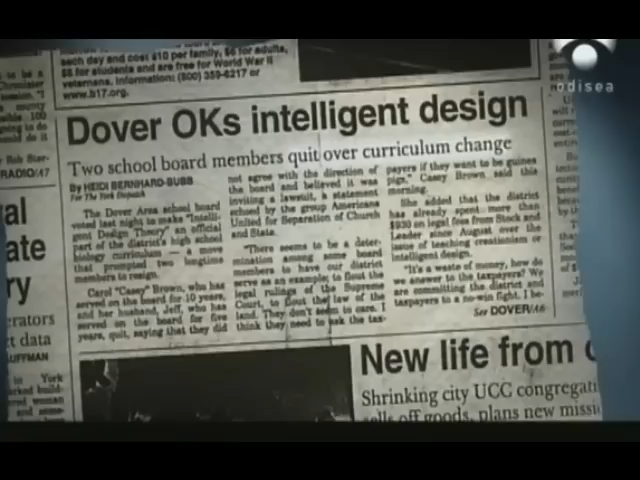 each day and cost $10 per family, $6 for adults,
$5 for students and are free for World War II
veterans. Information: (800) 359-6217 or
www.b17.org.
odisea
Dover OKs intelligent design
Two school board members quit over curriculum change
By HEIDI BERNHARD-BUBB
For The York Dispatch
The Dover Area school board
voted last night to make "Intelli-
gent Design Theory" an official
part of the district's high school
biology curriculum — a move
that prompted two longtime
members to resign.
Carol "Casey" Brown, who has
served on the board for 10 years,
and her husband, Jeff, who has
served on the board for five
years, quit, saying that they did
not agree with the direction of
the board and believed it was
inviting a lawsuit, a statement
echoed by the group Americans
United for Separation of Church
and State.
"There seems to be a deter-
mination among some board
members to have our district
serve as an example; to flout the
legal rulings of the Supreme
Court, to flout the law of the
land. They don't seem to care. I
think they need to ask the tax-
payers if they want to be guinea
pigs," Casey Brown said this
morning.
She added that the district
has already spent more than
$930 on legal fees from Stock and
Leader since August over the
issue of teaching creationism or
intelligent design.
"It's a waste of money, how do
we answer to the taxpayers? We
are committing the district and
taxpayers to a no-win fight. I be-
See DOVER/A6
RADIO/A7
al
ate
ry
erators
t data
UFFMAN
in York
New life from
Shrinking city UCC congregati
sells off goods, plans new missi